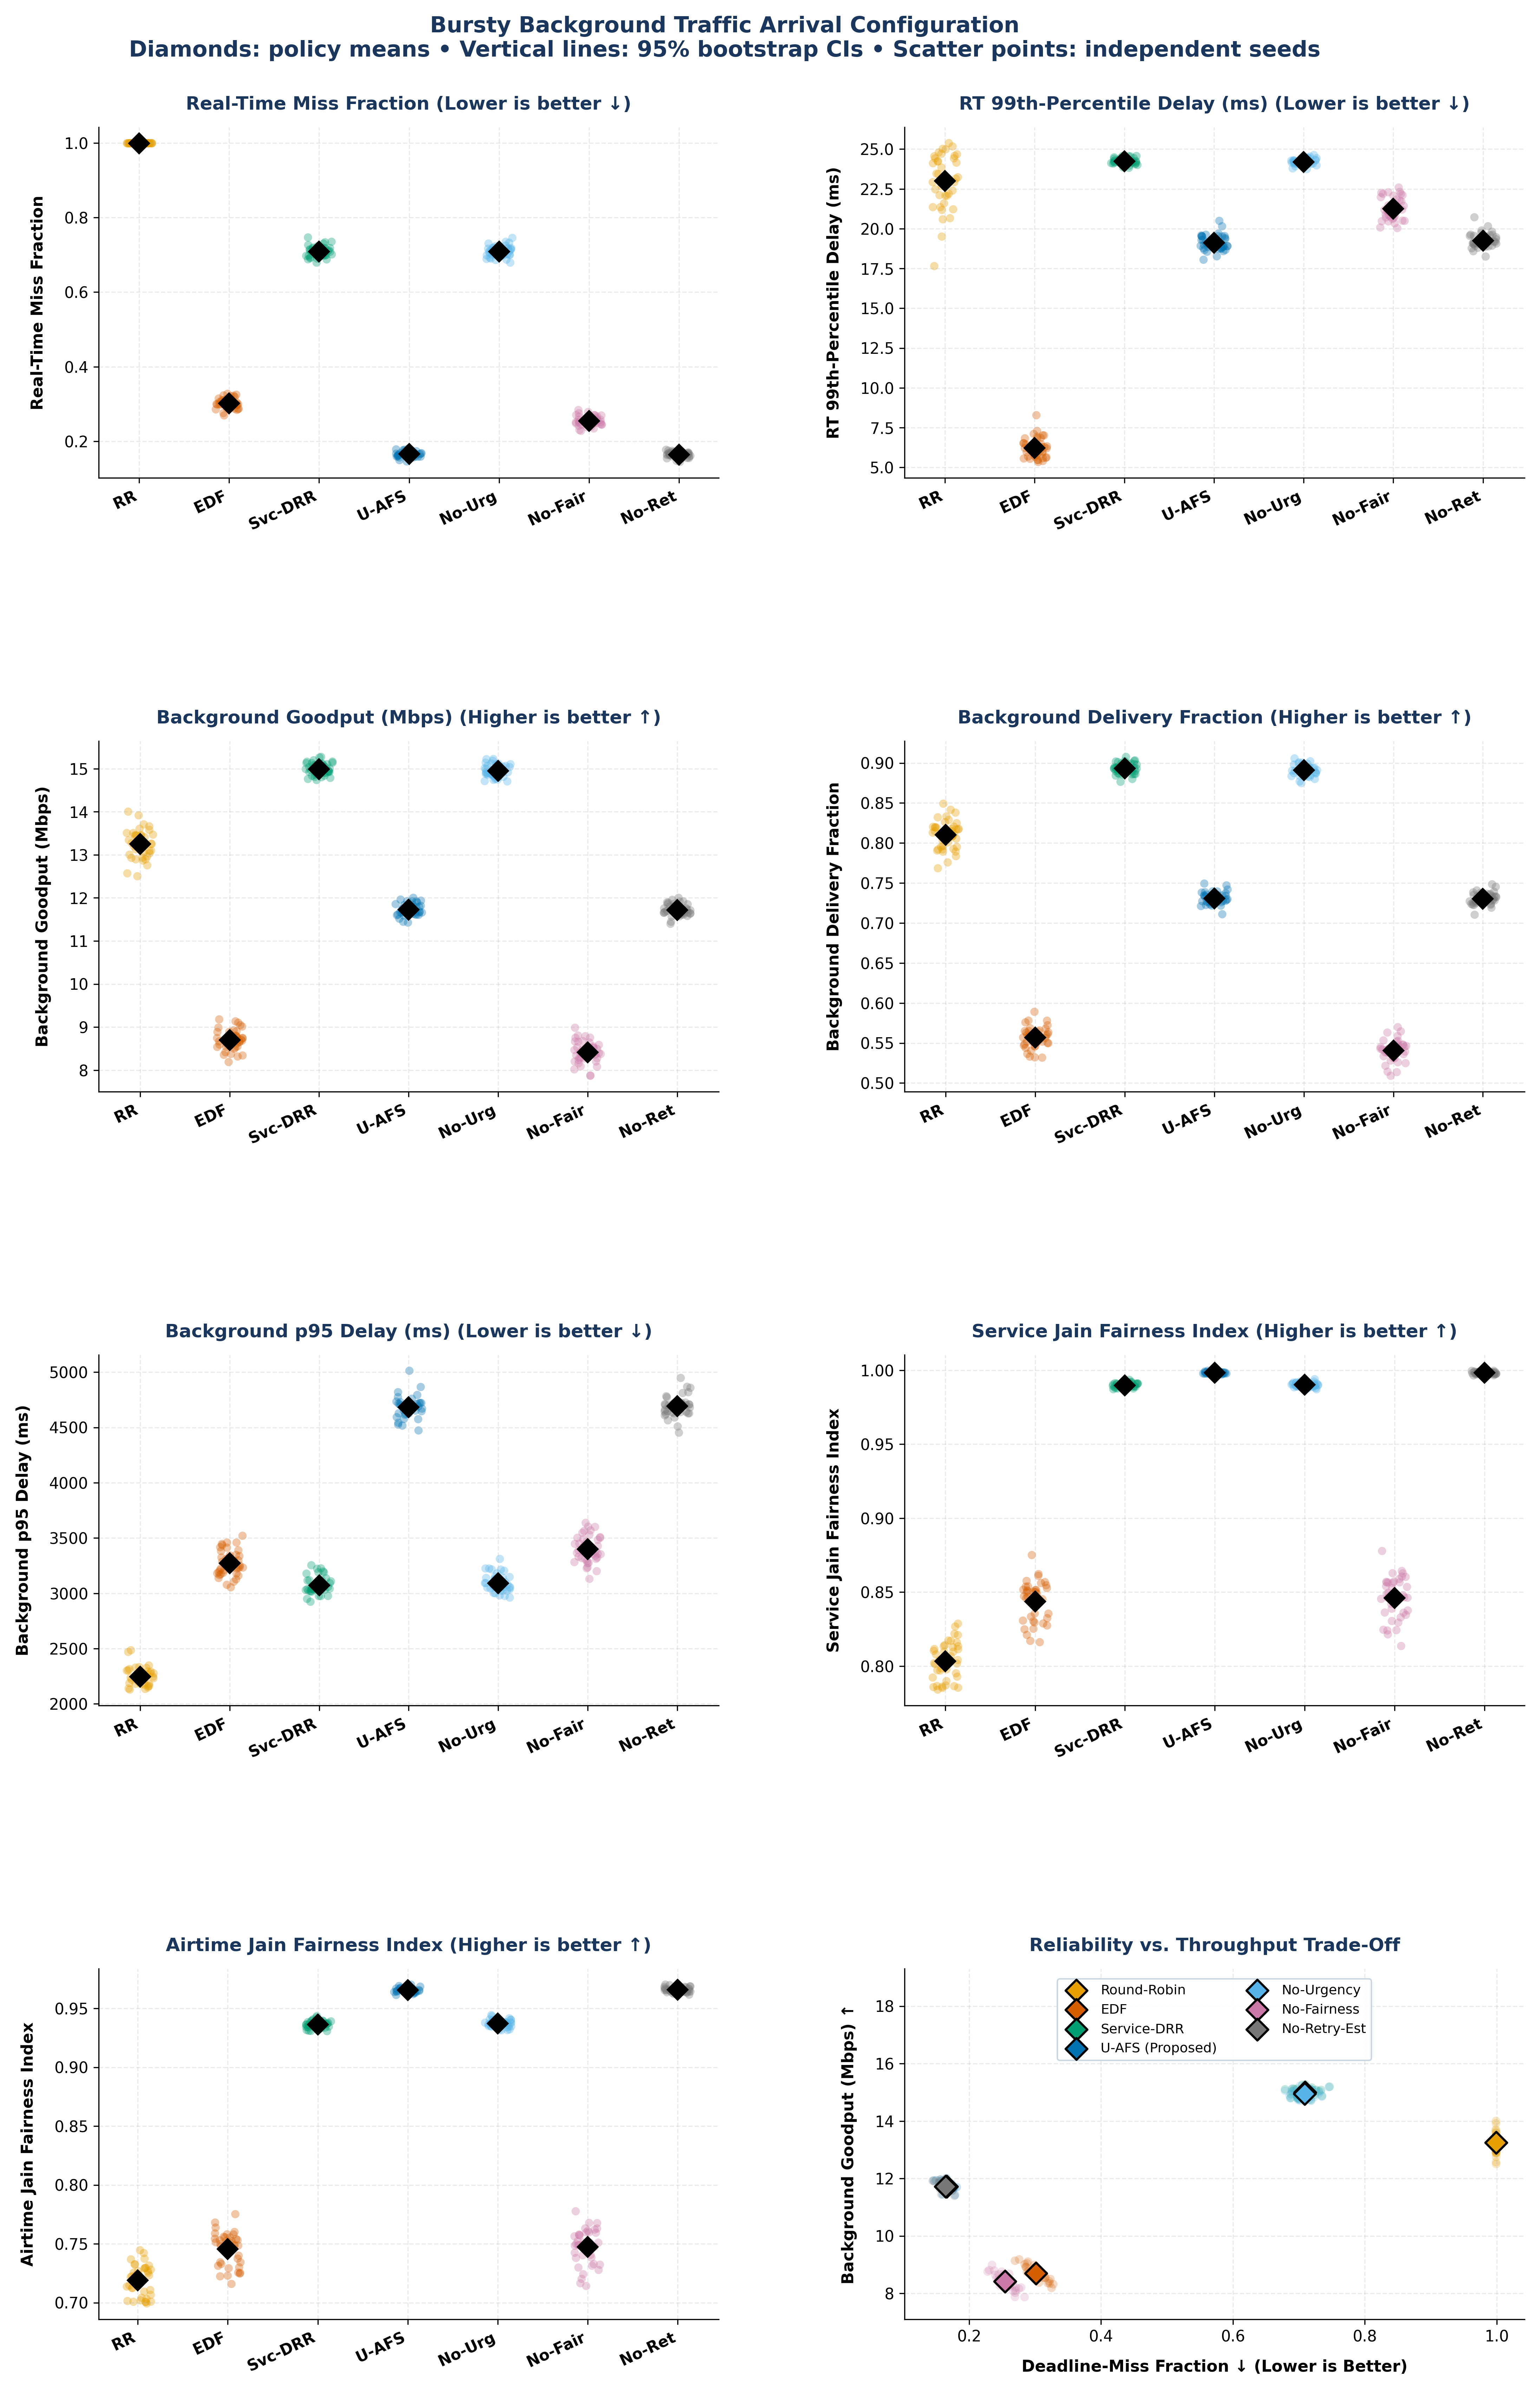 Bursty Background Traffic Arrival Configuration
Diamonds: policy means • Vertical lines: 95% bootstrap CIs • Scatter points: independent seeds
Real-Time Miss Fraction (Lower is better ↓)
Real-Time Miss Fraction
1.0
0.8
0.6
0.4
0.2
RR
EDF
Svc-DRR
U-AFS
No-Urg
No-Fair
No-Ret
RT 99th-Percentile Delay (ms) (Lower is better ↓)
RT 99th-Percentile Delay (ms)
25.0
22.5
20.0
17.5
15.0
12.5
10.0
7.5
5.0
RR
EDF
Svc-DRR
U-AFS
No-Urg
No-Fair
No-Ret
Background Goodput (Mbps) (Higher is better ↑)
Background Goodput (Mbps)
15
14
13
12
11
10
9
8
RR
EDF
Svc-DRR
U-AFS
No-Urg
No-Fair
No-Ret
Background Delivery Fraction (Higher is better ↑)
Background Delivery Fraction
0.90
0.85
0.80
0.75
0.70
0.65
0.60
0.55
0.50
RR
EDF
Svc-DRR
U-AFS
No-Urg
No-Fair
No-Ret
Background p95 Delay (ms) (Lower is better ↓)
Background p95 Delay (ms)
5000
4500
4000
3500
3000
2500
2000
RR
EDF
Svc-DRR
U-AFS
No-Urg
No-Fair
No-Ret
Service Jain Fairness Index (Higher is better ↑)
Service Jain Fairness Index
1.00
0.95
0.90
0.85
0.80
RR
EDF
Svc-DRR
U-AFS
No-Urg
No-Fair
No-Ret
Airtime Jain Fairness Index (Higher is better ↑)
Airtime Jain Fairness Index
0.95
0.90
0.85
0.80
0.75
0.70
RR
EDF
Svc-DRR
U-AFS
No-Urg
No-Fair
No-Ret
Reliability vs. Throughput Trade-Off
Background Goodput (Mbps) ↑
18
16
14
12
10
8
Round-Robin
EDF
Service-DRR
U-AFS (Proposed)
No-Urgency
No-Fairness
No-Retry-Est
0.2
0.4
0.6
0.8
1.0
Deadline-Miss Fraction ↓ (Lower is Better)